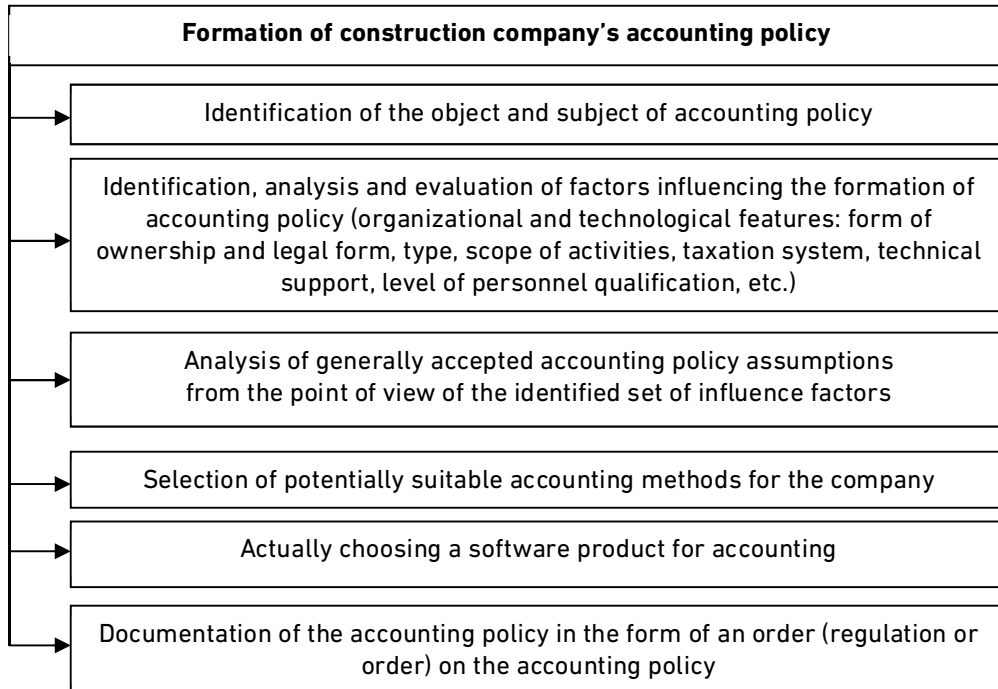 Formation of construction company’s accounting policy
Identification of the object and subject of accounting policy
Identification, analysis and evaluation of factors influencing the formation of
accounting policy (organizational and technological features: form of
ownership and legal form, type, scope of activities, taxation system, technical
support, level of personnel qualification, etc.)
Analysis of generally accepted accounting policy assumptions
from the point of view of the identified set of influence factors
Selection of potentially suitable accounting methods for the company
Actually choosing a software product for accounting
Documentation of the accounting policy in the form of an order (regulation or
order) on the accounting policy